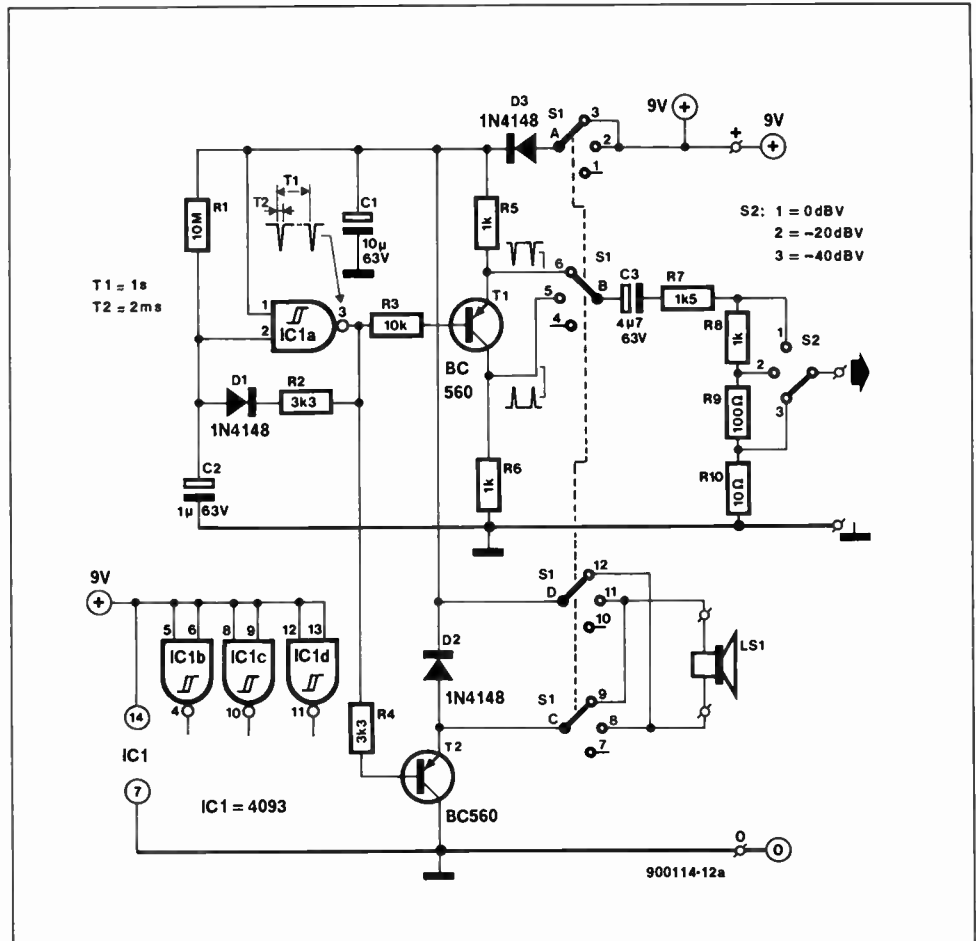 D3
1N4148
S1
A
3
2
1
9V
+
+
9V
+
S2: 1 = 0dBV
2 = -20dBV
3 = -40dBV
R1
10M
T1
T2
C1
10µ
63V
R5
1k
T1 = 1s
T2 = 2ms
1
2
IC1a
3
R3
10k
T1
BC
560
6
5
4
S1
B
C3
4µ7
63V
R7
1k5
R8
1k
1
2
3
S2
R9
100Ω
R10
10Ω
D1
1N4148
R2
3k3
C2
1µ 63V
R6
1k
9V
+
5
6
8
9
12
13
IC1b
IC1c
IC1d
4
10
11
14
IC1
7
IC1 = 4093
R4
3k3
D2
1N4148
T2
BC560
S1
D
12
11
10
S1
C
9
8
7
LS1
0
0
900114-12a